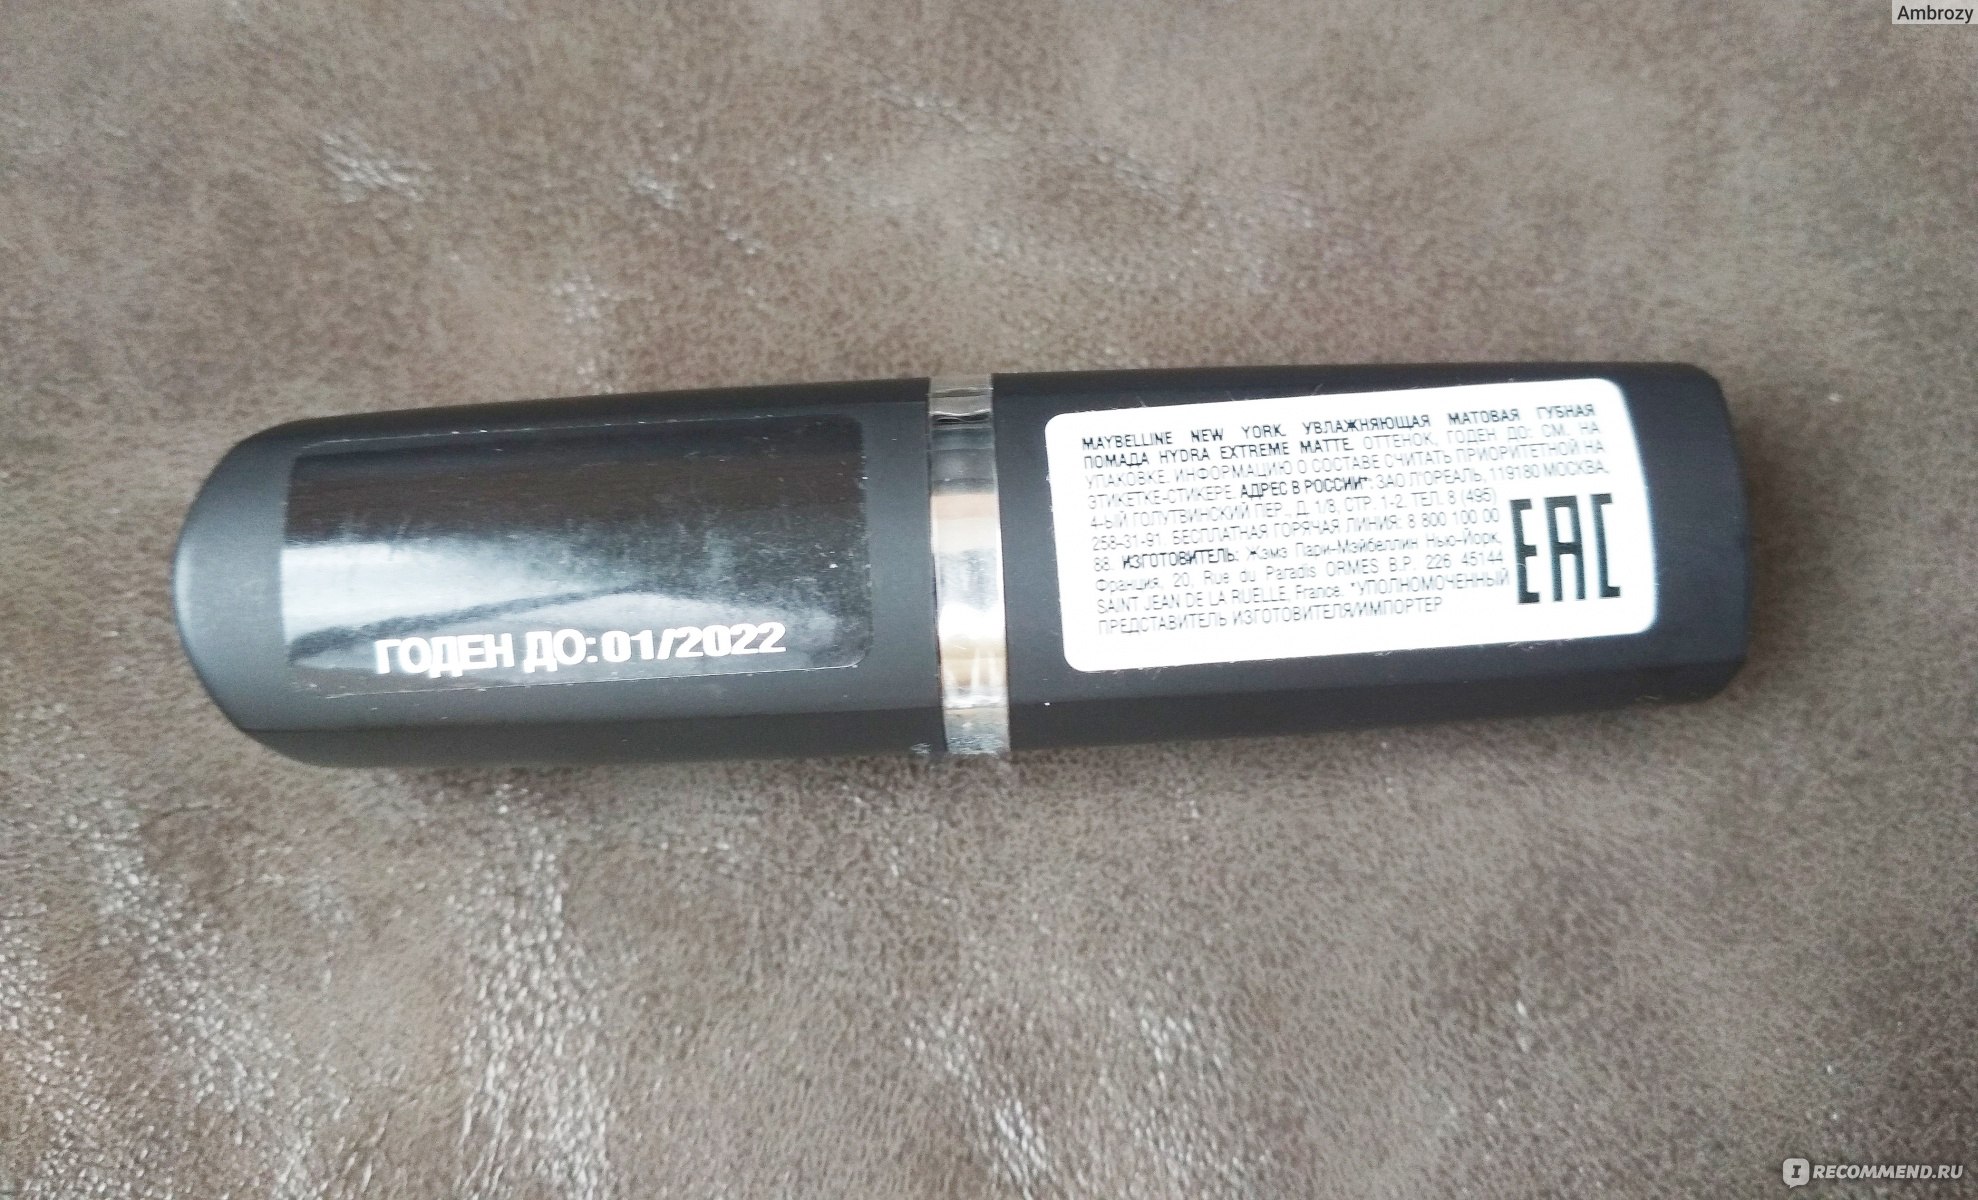 Ambrozy
ГОДЕН ДО: 01/2022
MAYBELLINE NEW YORK. УВЛАЖНЯЮЩАЯ МАТОВАЯ ГУБНАЯ
ПОМАДА HYDRA EXTREME MATTE. ОТТЕНОК, ГОДЕН ДО: СМ. НА
УПАКОВКЕ. ИНФОРМАЦИЮ О СОСТАВЕ СЧИТАТЬ ПРИОРИТЕТНОЙ НА
ЭТИКЕТКЕ-СТИКЕРЕ. АДРЕС В РОССИИ*: ЗАО Л'ОРЕАЛЬ, 119180 МОСКВА,
4-ЫЙ ГОЛУТВИНСКИЙ ПЕР., Д. 1/8, СТР. 1-2. ТЕЛ. 8 (495)
258-31-91. БЕСПЛАТНАЯ ГОРЯЧАЯ ЛИНИЯ: 8 800 100 00
88. ИЗГОТОВИТЕЛЬ: Жэмэ Пари-Мэйбеллин Нью-Йорк,
Франция, 20, Rue du Paradis ORMES B.P. 226 45144
SAINT JEAN DE LA RUELLE, France. *УПОЛНОМОЧЕННЫЙ
ПРЕДСТАВИТЕЛЬ ИЗГОТОВИТЕЛЯ/ИМПОРТЕР
EAC
I RECOMMEND.RU